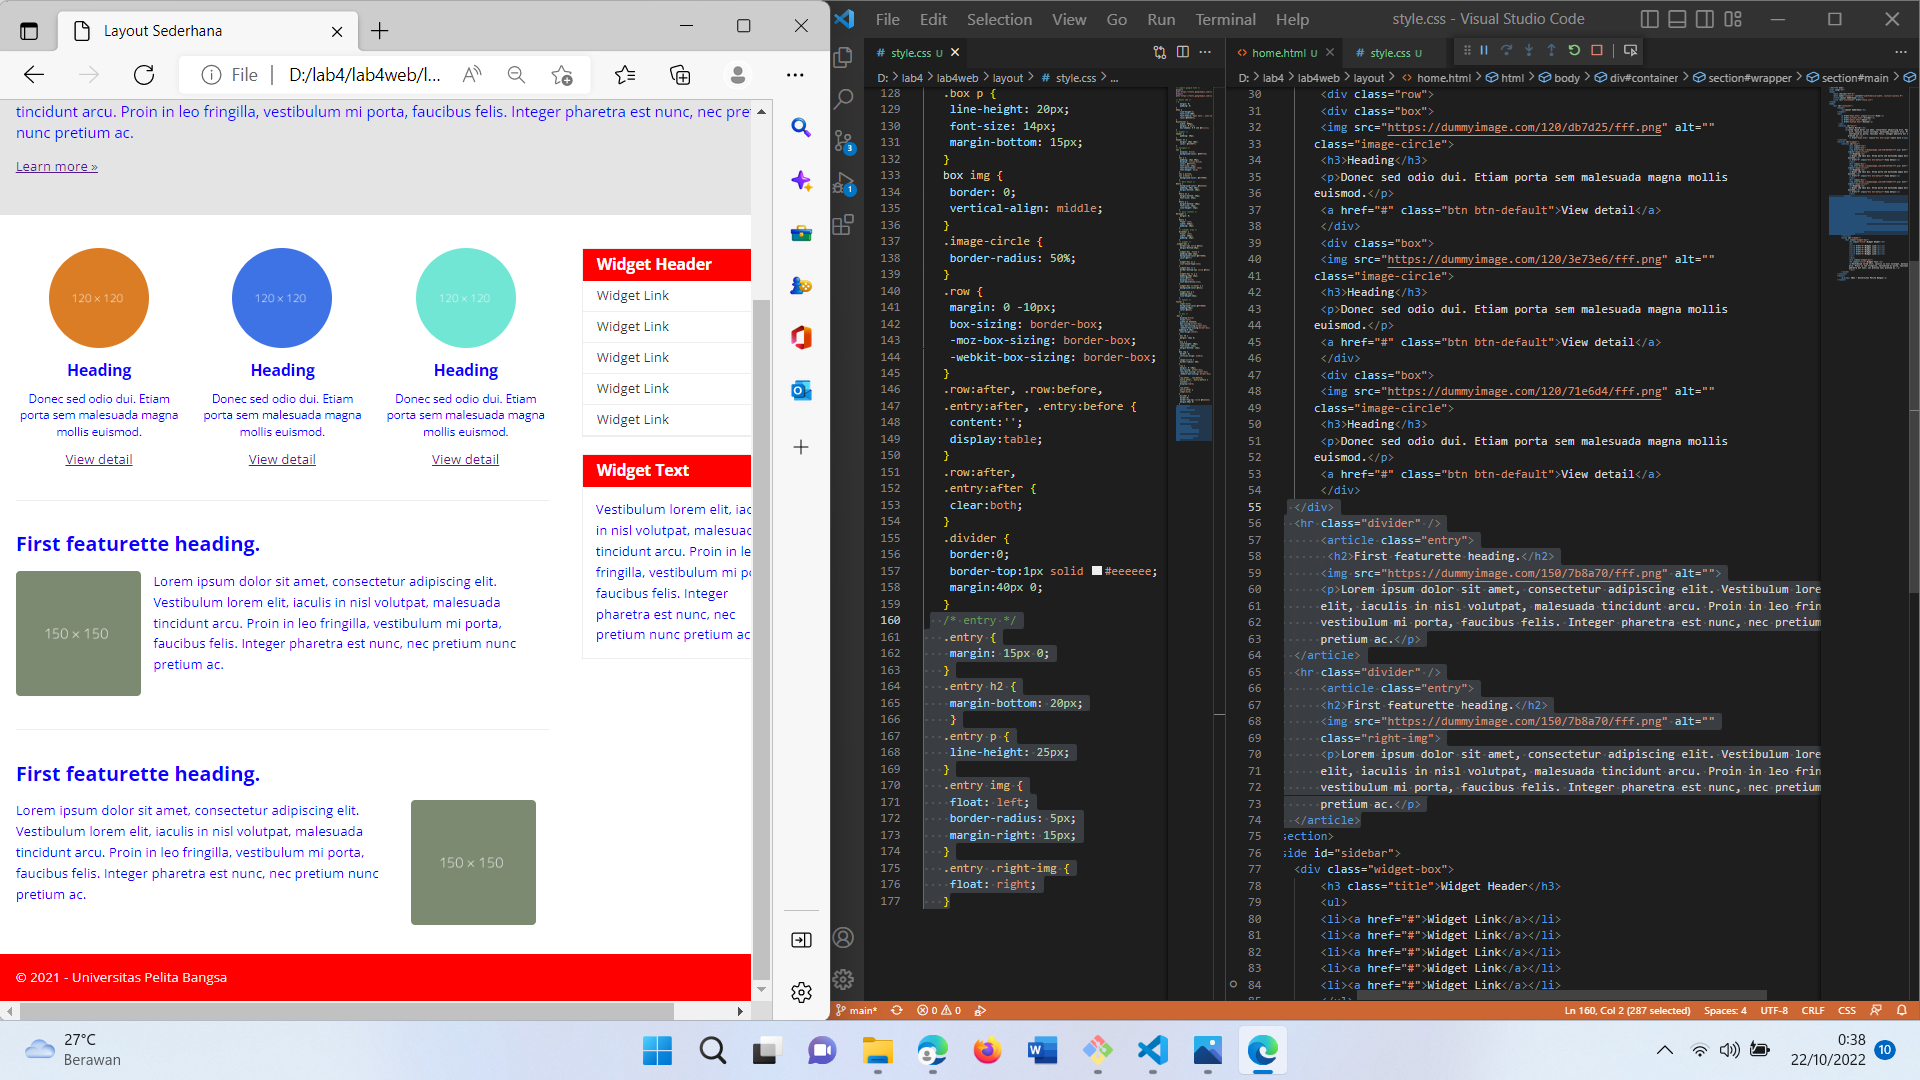 Layout Sederhana
File
D:/lab4/lab4web/l...
tincidunt arcu. Proin in leo fringilla, vestibulum mi porta, faucibus felis. Integer pharetra est nunc, nec pre
nunc pretium ac.
Learn more »
120 × 120
120 × 120
120 × 120
Heading
Heading
Heading
Donec sed odio dui. Etiam
porta sem malesuada magna
mollis euismod.
Donec sed odio dui. Etiam
porta sem malesuada magna
mollis euismod.
Donec sed odio dui. Etiam
porta sem malesuada magna
mollis euismod.
View detail
View detail
View detail
Widget Header
Widget Link
Widget Link
Widget Link
Widget Link
Widget Link
Widget Text
Vestibulum lorem elit, iac
in nisl volutpat, malesuad
tincidunt arcu. Proin in le
fringilla, vestibulum mi po
faucibus felis. Integer
pharetra est nunc, nec
pretium nunc pretium ac
First featurette heading.
150 × 150
Lorem ipsum dolor sit amet, consectetur adipiscing elit.
Vestibulum lorem elit, iaculis in nisl volutpat, malesuada
tincidunt arcu. Proin in leo fringilla, vestibulum mi porta,
faucibus felis. Integer pharetra est nunc, nec pretium nunc
pretium ac.
First featurette heading.
Lorem ipsum dolor sit amet, consectetur adipiscing elit.
Vestibulum lorem elit, iaculis in nisl volutpat, malesuada
tincidunt arcu. Proin in leo fringilla, vestibulum mi porta,
faucibus felis. Integer pharetra est nunc, nec pretium nunc
pretium ac.
150 × 150
© 2021 - Universitas Pelita Bangsa
File Edit Selection View Go Run Terminal Help
style.css - Visual Studio Code
3
1
# style.css U
D: > lab4 > lab4web > layout > # style.css > ...
128 .box p {
129 line-height: 20px;
130 font-size: 14px;
131 margin-bottom: 15px;
132 }
133 box img {
134 border: 0;
135 vertical-align: middle;
136 }
137 .image-circle {
138 border-radius: 50%;
139 }
140 .row {
141 margin: 0 -10px;
142 box-sizing: border-box;
143 -moz-box-sizing: border-box;
144 -webkit-box-sizing: border-box;
145 }
146 .row:after, .row:before,
147 .entry:after, .entry:before {
148 content:'';
149 display:table;
150 }
151 .row:after,
152 .entry:after {
153 clear:both;
154 }
155 .divider {
156 border:0;
157 border-top:1px solid #eeeeee;
158 margin:40px 0;
159 }
160 /* entry */
161 .entry {
162 margin: 15px 0;
163 }
164 .entry h2 {
165 margin-bottom: 20px;
166 }
167 .entry p {
168 line-height: 25px;
169 }
170 .entry img {
171 float: left;
172 border-radius: 5px;
173 margin-right: 15px;
174 }
175 .entry .right-img {
176 float: right;
177 }
<> home.html U
# style.css U
D: > lab4 > lab4web > layout > <> home.html > html > body > div#container > section#wrapper > section#main >
30 <div class="row">
31 <div class="box">
32 <img src="https://dummyimage.com/120/db7d25/fff.png" alt=""
33 class="image-circle">
34 <h3>Heading</h3>
35 <p>Donec sed odio dui. Etiam porta sem malesuada magna mollis
36 euismod.</p>
37 <a href="#" class="btn btn-default">View detail</a>
38 </div>
39 <div class="box">
40 <img src="https://dummyimage.com/120/3e73e6/fff.png" alt=""
41 class="image-circle">
42 <h3>Heading</h3>
43 <p>Donec sed odio dui. Etiam porta sem malesuada magna mollis
44 euismod.</p>
45 <a href="#" class="btn btn-default">View detail</a>
46 </div>
47 <div class="box">
48 <img src="https://dummyimage.com/120/71e6d4/fff.png" alt=""
49 class="image-circle">
50 <h3>Heading</h3>
51 <p>Donec sed odio dui. Etiam porta sem malesuada magna mollis
52 euismod.</p>
53 <a href="#" class="btn btn-default">View detail</a>
54 </div>
55 </div>
56 <hr class="divider" />
57 <article class="entry">
58 <h2>First featurette heading.</h2>
59 <img src="https://dummyimage.com/150/7b8a70/fff.png" alt="">
60 <p>Lorem ipsum dolor sit amet, consectetur adipiscing elit. Vestibulum lore
61 elit, iaculis in nisl volutpat, malesuada tincidunt arcu. Proin in leo frin
62 vestibulum mi porta, faucibus felis. Integer pharetra est nunc, nec pretium
63 pretium ac.</p>
64 </article>
65 <hr class="divider" />
66 <article class="entry">
67 <h2>First featurette heading.</h2>
68 <img src="https://dummyimage.com/150/7b8a70/fff.png" alt=""
69 class="right-img">
70 <p>Lorem ipsum dolor sit amet, consectetur adipiscing elit. Vestibulum lore
71 elit, iaculis in nisl volutpat, malesuada tincidunt arcu. Proin in leo frin
72 vestibulum mi porta, faucibus felis. Integer pharetra est nunc, nec pretium
73 pretium ac.</p>
74 </article>
75 section>
76 side id="sidebar">
77 <div class="widget-box">
78 <h3 class="title">Widget Header</h3>
79 <ul>
80 <li><a href="#">Widget Link</a></li>
81 <li><a href="#">Widget Link</a></li>
82 <li><a href="#">Widget Link</a></li>
83 <li><a href="#">Widget Link</a></li>
84 <li><a href="#">Widget Link</a></li>
main*
0 0
Ln 160, Col 2 (287 selected) Spaces: 4 UTF-8 CRLF CSS
27°C
Berawan
0:38
22/10/2022
10